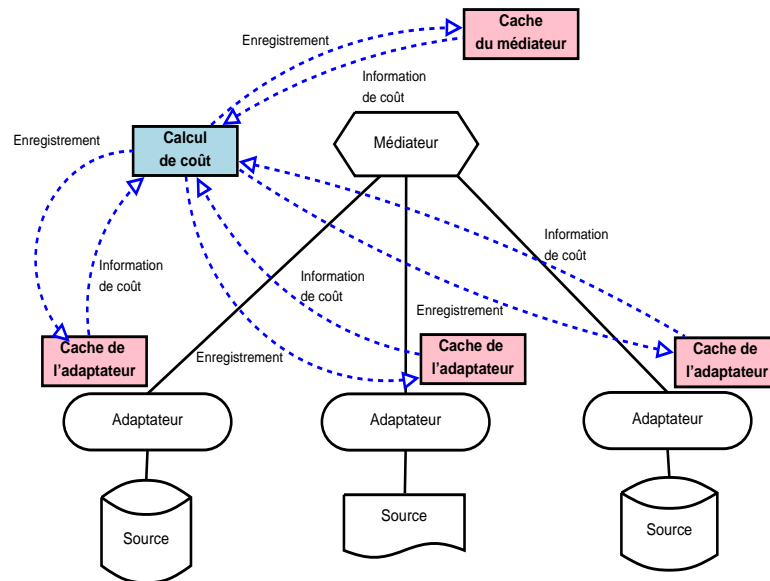 Cache
du médiateur
Enregistrement
Information
de coût
Enregistrement
Calcul
de coût
Médiateur
Information
de coût
Information
de coût
Information
de coût
Enregistrement
Cache de
l'adaptateur
Enregistrement
Cache de
l'adaptateur
Cache de
l'adaptateur
Adaptateur
Adaptateur
Adaptateur
Source
Source
Source